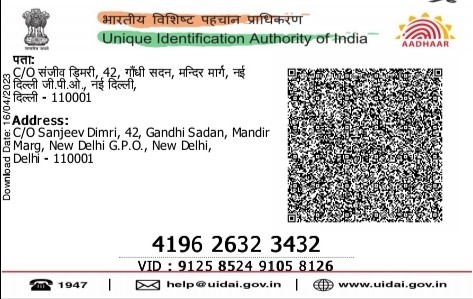 भारतीय विशिष्ट पहचान प्राधिकरण
Unique Identification Authority of India
AADHAAR
पता:
C/O संजीव डिमरी, 42, गाँधी सदन, मन्दिर मार्ग, नई
दिल्ली जी.पी.ओ., नई दिल्ली,
दिल्ली - 110001
Address:
C/O Sanjeev Dimri, 42, Gandhi Sadan, Mandir
Marg, New Delhi G.P.O., New Delhi,
Delhi - 110001
Download Date: 16/04/2023
4196 2632 3432
VID : 9125 8524 9105 8126
1947 | help@uidai.gov.in | www.uidai.gov.in